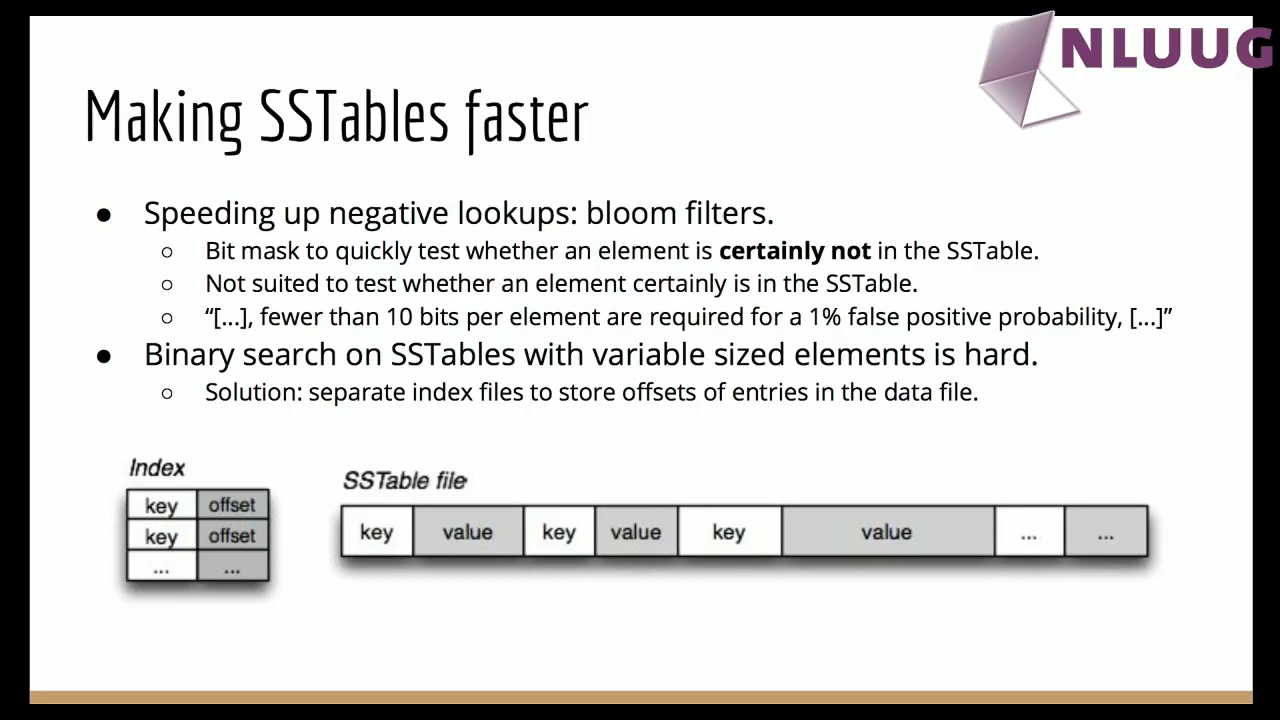 NLUUG
Making SSTables faster
● Speeding up negative lookups: bloom filters.
○ Bit mask to quickly test whether an element is certainly not in the SSTable.
○ Not suited to test whether an element certainly is in the SSTable.
○ “[...], fewer than 10 bits per element are required for a 1% false positive probability, [...]”
● Binary search on SSTables with variable sized elements is hard.
○ Solution: separate index files to store offsets of entries in the data file.
Index
key offset
key offset
... ...
SSTable file
key value key value key value ... ...